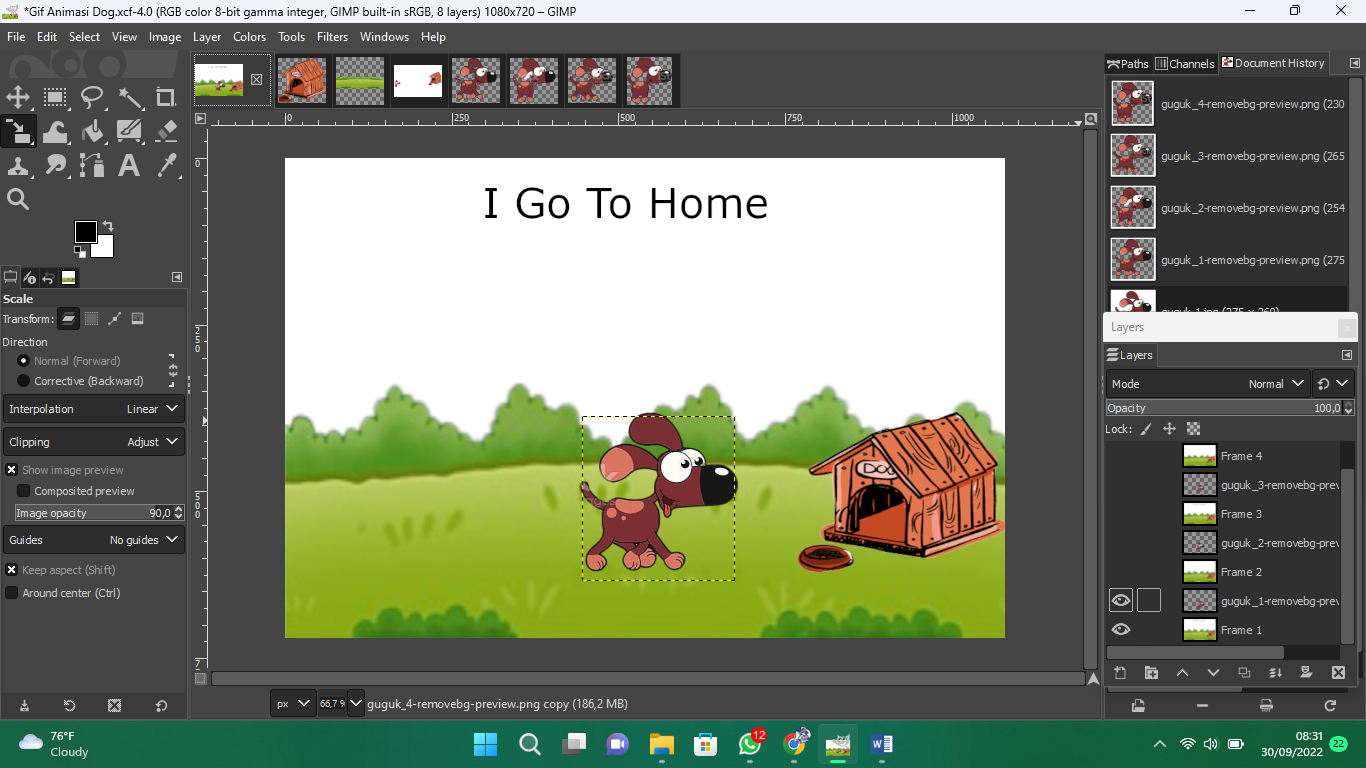 *Gif Animasi Dog.xcf-4.0 (RGB color 8-bit gamma integer, GIMP built-in sRGB, 8 layers) 1080x720 – GIMP
File Edit Select View Image Layer Colors Tools Filters Windows Help
Paths Channels Document History
guguk_4-removebg-preview.png (230
guguk_3-removebg-preview.png (265
guguk_2-removebg-preview.png (254
guguk_1-removebg-preview.png (275
0 250 500 750 1000
0
250
500
7
I Go To Home
DOG
Scale
Transform:
Direction
Normal (Forward)
Corrective (Backward)
Interpolation Linear
Clipping Adjust
Show image preview
Composited preview
Image opacity 90,0
Guides No guides
Keep aspect (Shift)
Around center (Ctrl)
Layers
Layers
Mode Normal
Opacity 100,0
Lock:
Frame 4
guguk_3-removebg-prev
Frame 3
guguk_2-removebg-prev
Frame 2
guguk_1-removebg-prev
Frame 1
px 66,7 % guguk_4-removebg-preview.png copy (186,2 MB)
76°F
Cloudy
12
08:31
30/09/2022
22